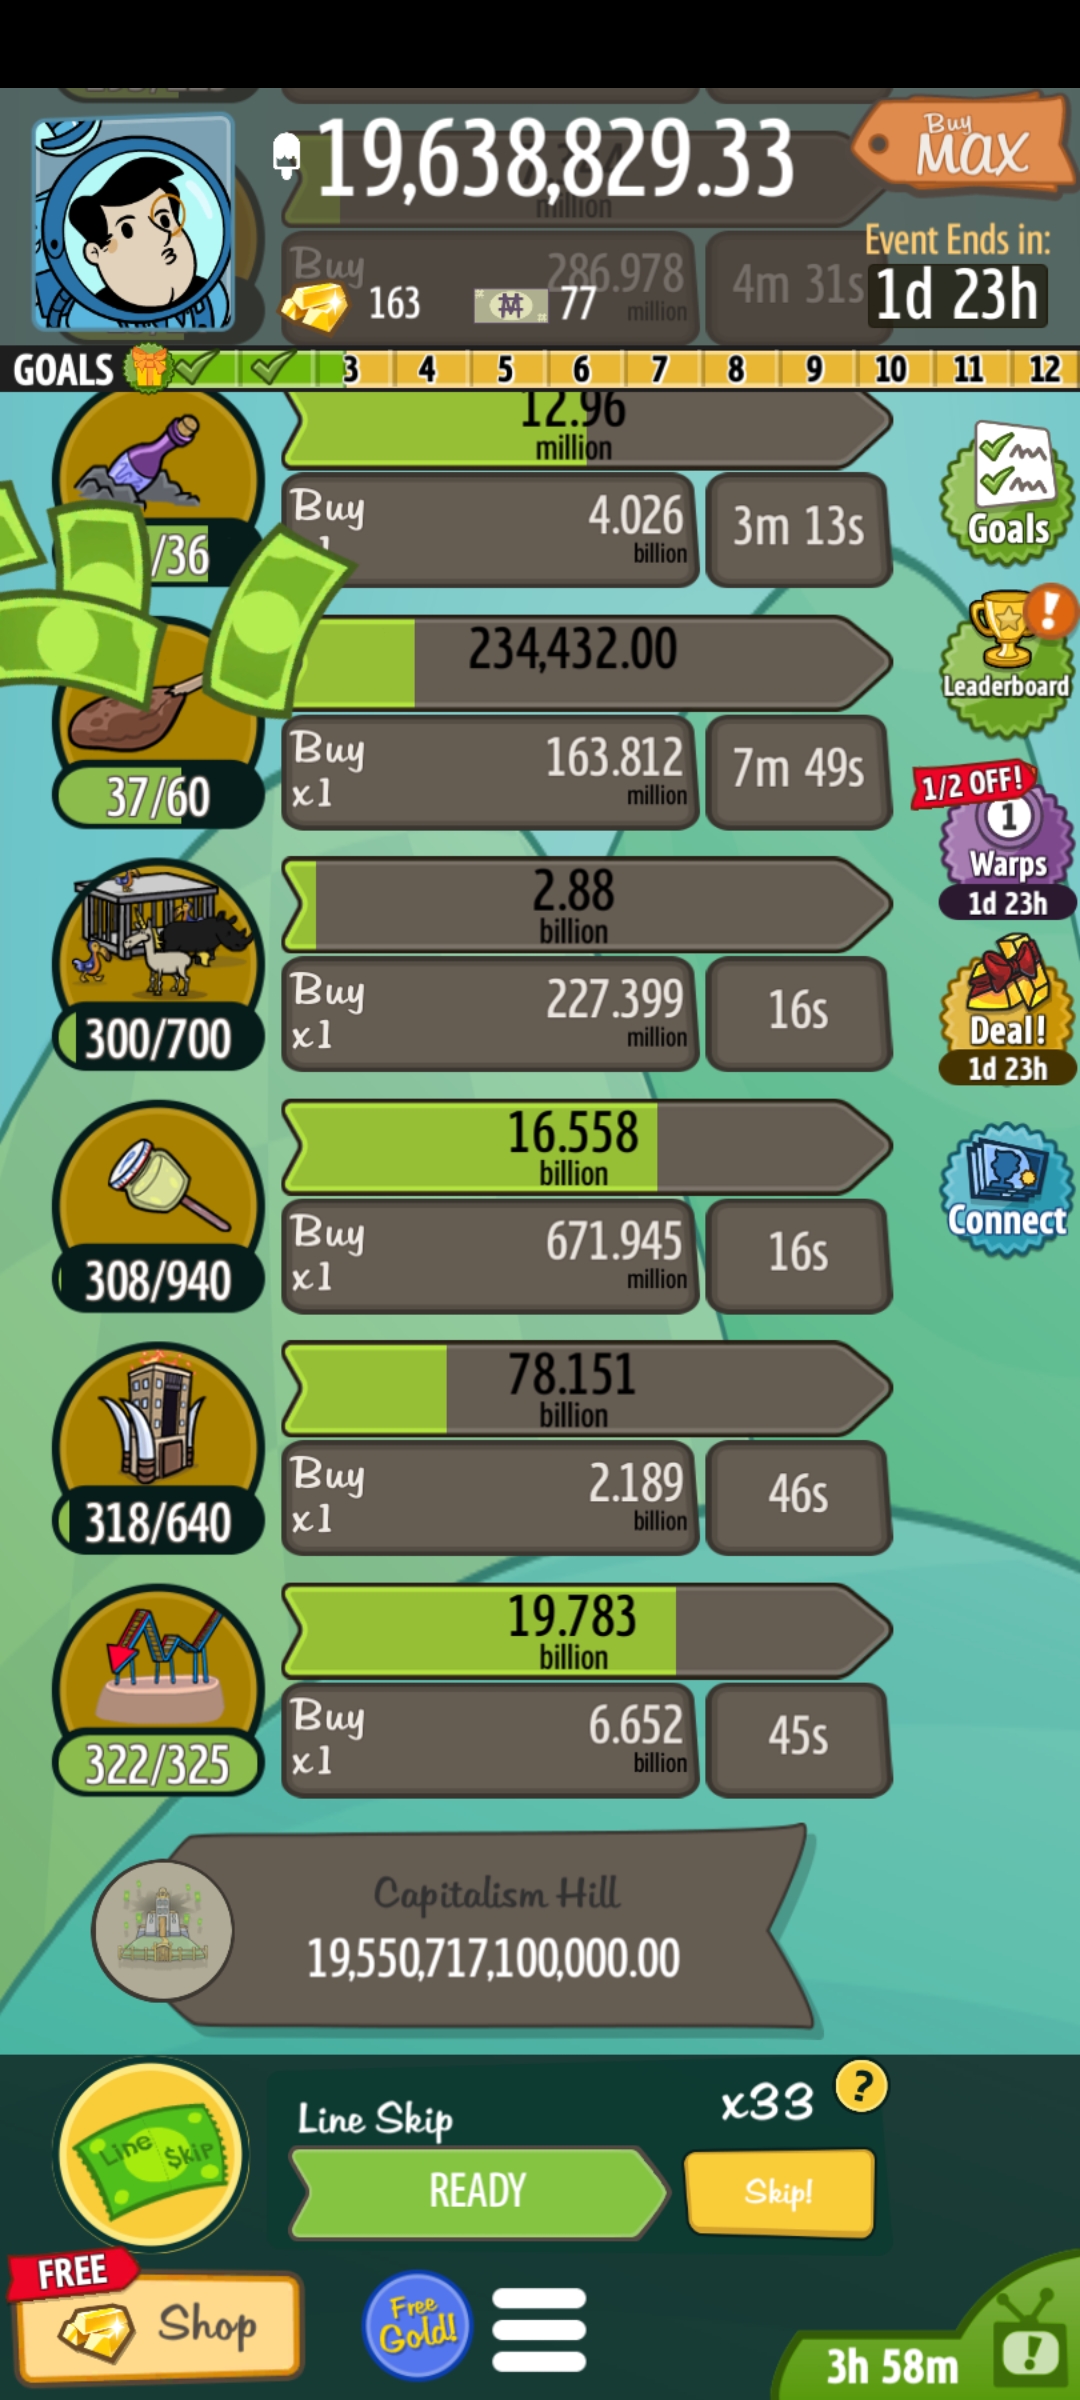 19,638,829.33
Buy
MAX
million
Buy
286.978
million
4m 31s
Event Ends in:
1d 23h
163
77
GOALS
3
4
5
6
7
8
9
10
11
12
12.96
million
Buy
4.026
billion
3m 13s
/36
Goals
234,432.00
Leaderboard
Buy
x1
163.812
million
7m 49s
37/60
1/2 OFF!
1
Warps
1d 23h
2.88
billion
Buy
x1
227.399
million
16s
300/700
Deal!
1d 23h
16.558
billion
Buy
x1
671.945
million
16s
308/940
Connect
78.151
billion
Buy
x1
2.189
billion
46s
318/640
19.783
billion
Buy
x1
6.652
billion
45s
322/325
Capitalism Hill
19,550,717,100,000.00
Line $kip
Line Skip
x33
?
READY
Skip!
FREE
Shop
Free
Gold!
3h 58m